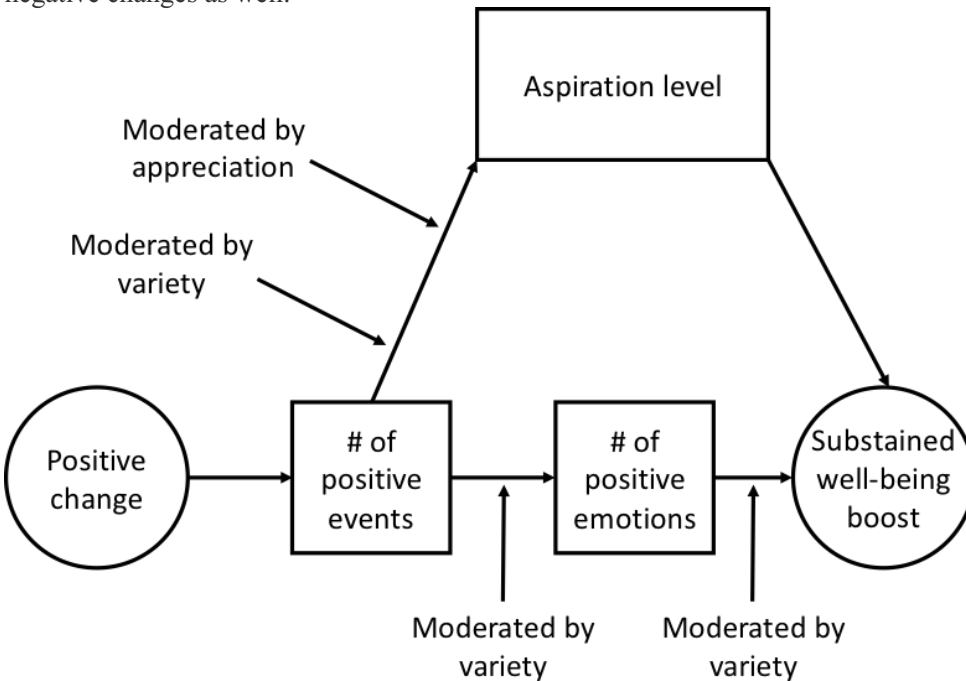 negative changes as well.
Aspiration level
Moderated by
appreciation
Moderated by
variety
Positive
change
# of
positive
events
# of
positive
emotions
Substained
well-being
boost
Moderated by
variety
Moderated by
variety